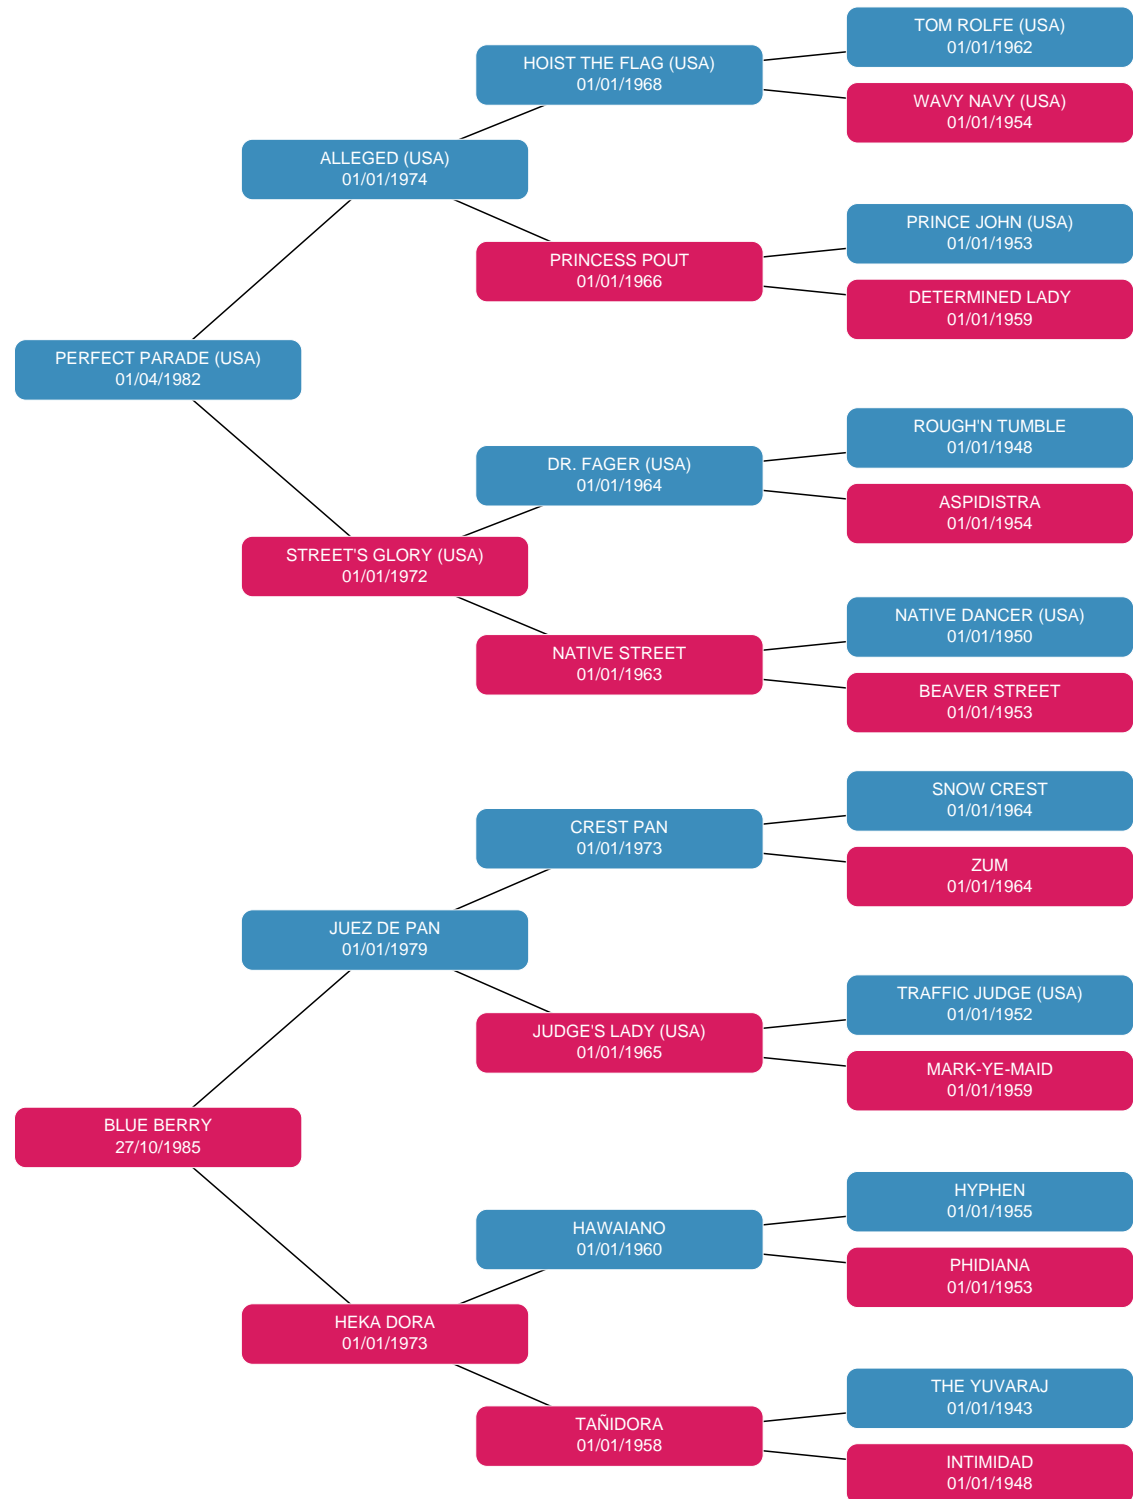 TOM ROLFE (USA)
01/01/1962
HOIST THE FLAG (USA)
01/01/1968
WAVY NAVY (USA)
01/01/1954
ALLEGED (USA)
01/01/1974
PRINCE JOHN (USA)
01/01/1953
PRINCESS POUT
01/01/1966
DETERMINED LADY
01/01/1959
PERFECT PARADE (USA)
01/04/1982
ROUGH'N TUMBLE
01/01/1948
DR. FAGER (USA)
01/01/1964
ASPIDISTRA
01/01/1954
STREET'S GLORY (USA)
01/01/1972
NATIVE DANCER (USA)
01/01/1950
NATIVE STREET
01/01/1963
BEAVER STREET
01/01/1953
SNOW CREST
01/01/1964
CREST PAN
01/01/1973
ZUM
01/01/1964
JUEZ DE PAN
01/01/1979
TRAFFIC JUDGE (USA)
01/01/1952
JUDGE'S LADY (USA)
01/01/1965
MARK-YE-MAID
01/01/1959
BLUE BERRY
27/10/1985
HYPHEN
01/01/1955
HAWAIANO
01/01/1960
PHIDIANA
01/01/1953
HEKA DORA
01/01/1973
THE YUVARAJ
01/01/1943
TAÑIDORA
01/01/1958
INTIMIDAD
01/01/1948